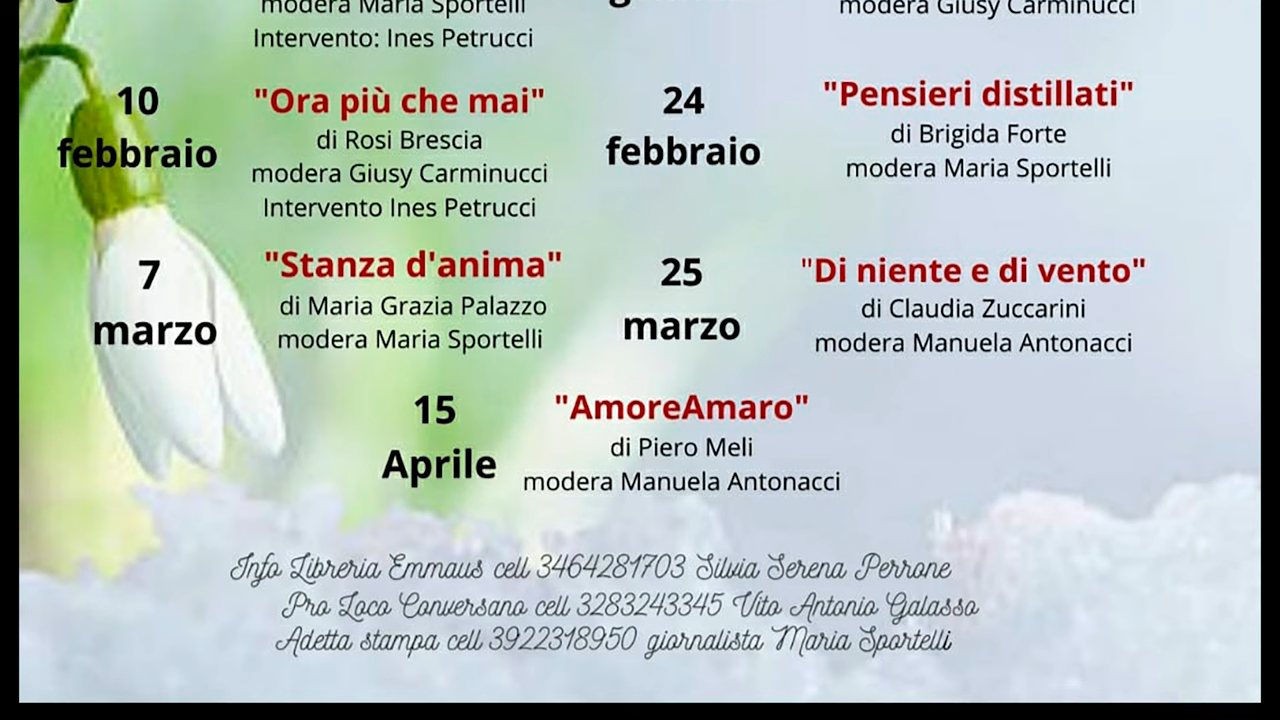 modera Maria Sportelli
modera Giusy Carminucci
Intervento: Ines Petrucci
10
febbraio
"Ora più che mai"
di Rosi Brescia
modera Giusy Carminucci
Intervento Ines Petrucci
24
febbraio
"Pensieri distillati"
di Brigida Forte
modera Maria Sportelli
7
marzo
"Stanza d'anima"
di Maria Grazia Palazzo
modera Maria Sportelli
25
marzo
"Di niente e di vento"
di Claudia Zuccarini
modera Manuela Antonacci
15
Aprile
"AmoreAmaro"
di Piero Meli
modera Manuela Antonacci
Info Libreria Emmaus cell 3464281703 Silvia Serena Perrone
Pro Loco Conversano cell 3283243345 Vito Antonio Galasso
Adetta stampa cell 3922318950 giornalista Maria Sportelli